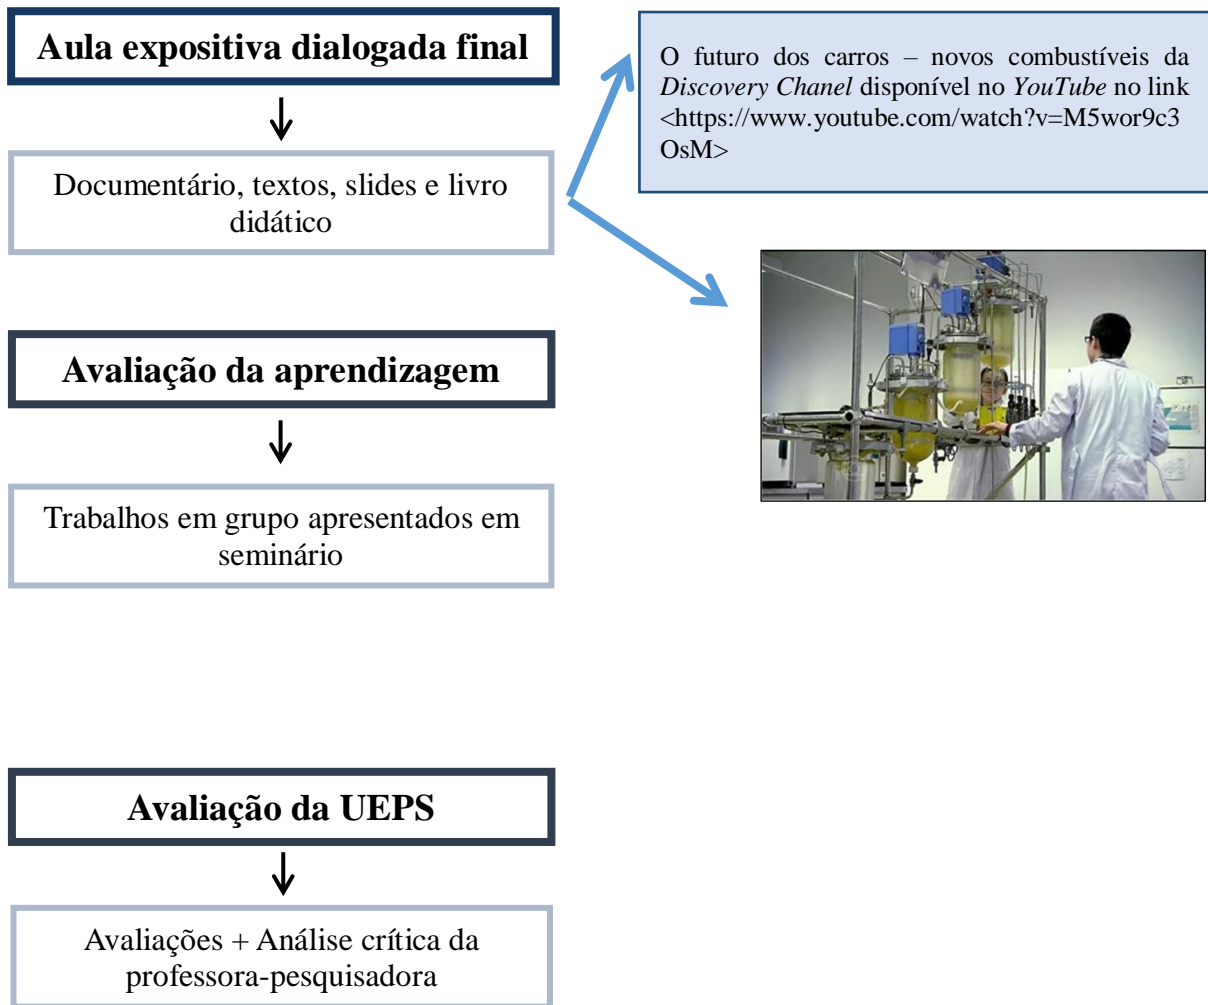 Aula expositiva dialogada final
O futuro dos carros – novos combustíveis da
Discovery Chanel disponível no YouTube no link
<https://www.youtube.com/watch?v=M5wor9c3
OsM>
Documentário, textos, slides e livro
didático
Avaliação da aprendizagem
Trabalhos em grupo apresentados em
seminário
Avaliação da UEPS
Avaliações + Análise crítica da
professora-pesquisadora